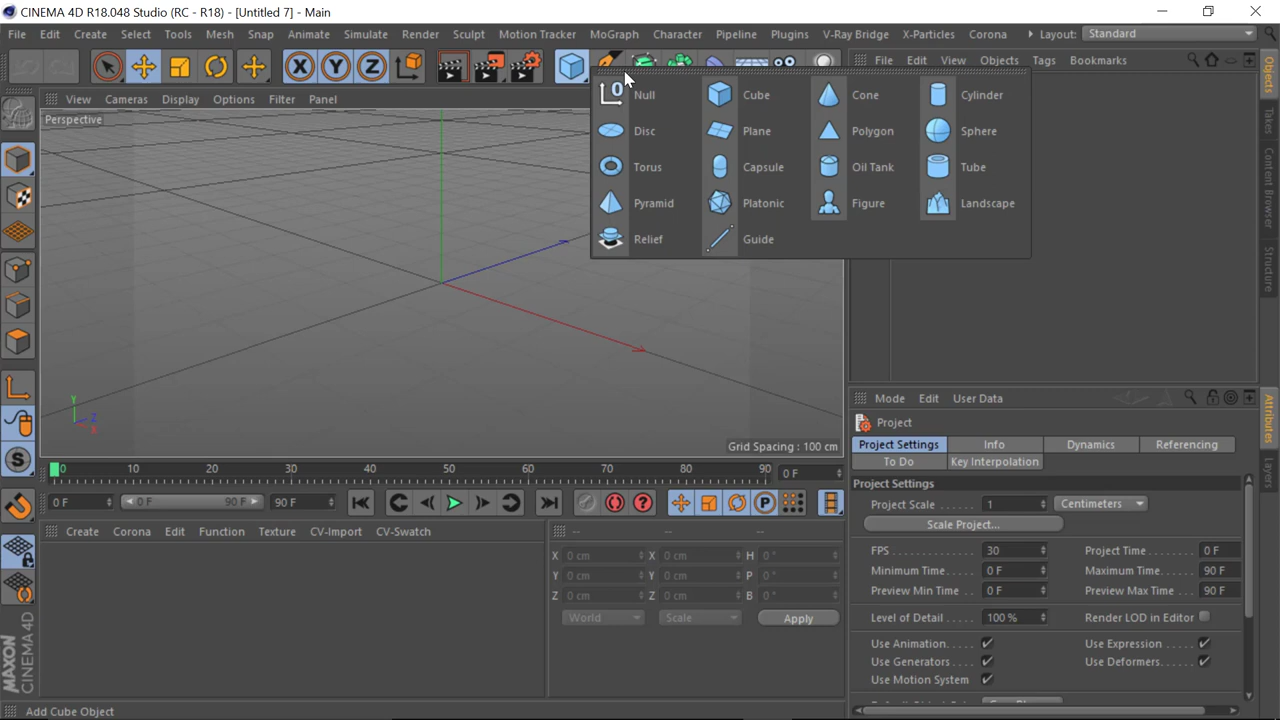 CINEMA 4D R18.048 Studio (RC - R18) - [Untitled 7] - Main
File Edit Create Select Tools Mesh Snap Animate Simulate Render Sculpt Motion Tracker MoGraph Character Pipeline Plugins V-Ray Bridge X-Particles Corona Layout: Standard
X Y Z
File Edit View Objects Tags Bookmarks
View Cameras Display Options Filter Panel
Perspective
0 Null Cube Cone Cylinder
Disc Plane Polygon Sphere
Torus Capsule Oil Tank Tube
Pyramid Platonic Figure Landscape
Relief Guide
Objects
Takes
Content Browser
Structure
Y
Z
X
Grid Spacing : 100 cm
S
0 10 20 30 40 50 60 70 80 90 0 F
0 F 0 F 90 F 90 F ? P
Create Corona Edit Function Texture CV-Import CV-Swatch
-- -- --
X 0 cm X 0 cm H 0 °
Y 0 cm Y 0 cm P 0 °
Z 0 cm Z 0 cm B 0 °
World Scale Apply
Mode Edit User Data
Project
Project Settings Info Dynamics Referencing
To Do Key Interpolation
Project Settings
Project Scale 1 Centimeters
Scale Project...
FPS 30 Project Time 0 F
Minimum Time 0 F Maximum Time 90 F
Preview Min Time 0 F Preview Max Time 90 F
Level of Detail 100 % Render LOD in Editor
Use Animation Use Expression
Use Generators Use Deformers
Use Motion System
Attributes
Layers
MAXON
CINEMA 4D
Add Cube Object